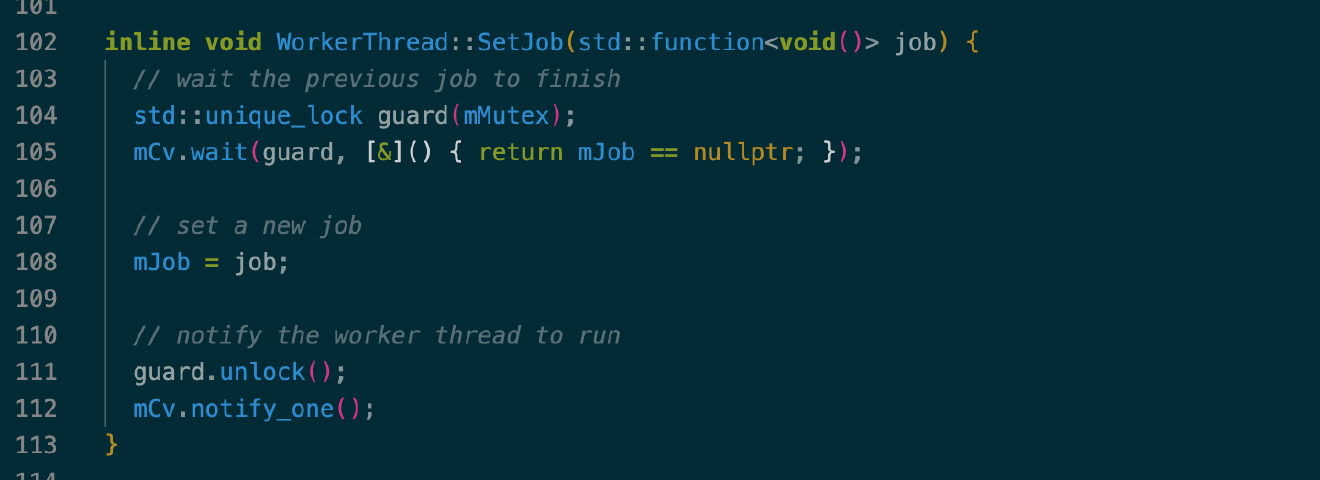 101
102 inline void WorkerThread::SetJob(std::function<void()> job) {
103 // wait the previous job to finish
104 std::unique_lock guard(mMutex);
105 mCv.wait(guard, [&]() { return mJob == nullptr; });
106
107 // set a new job
108 mJob = job;
109
110 // notify the worker thread to run
111 guard.unlock();
112 mCv.notify_one();
113 }
114